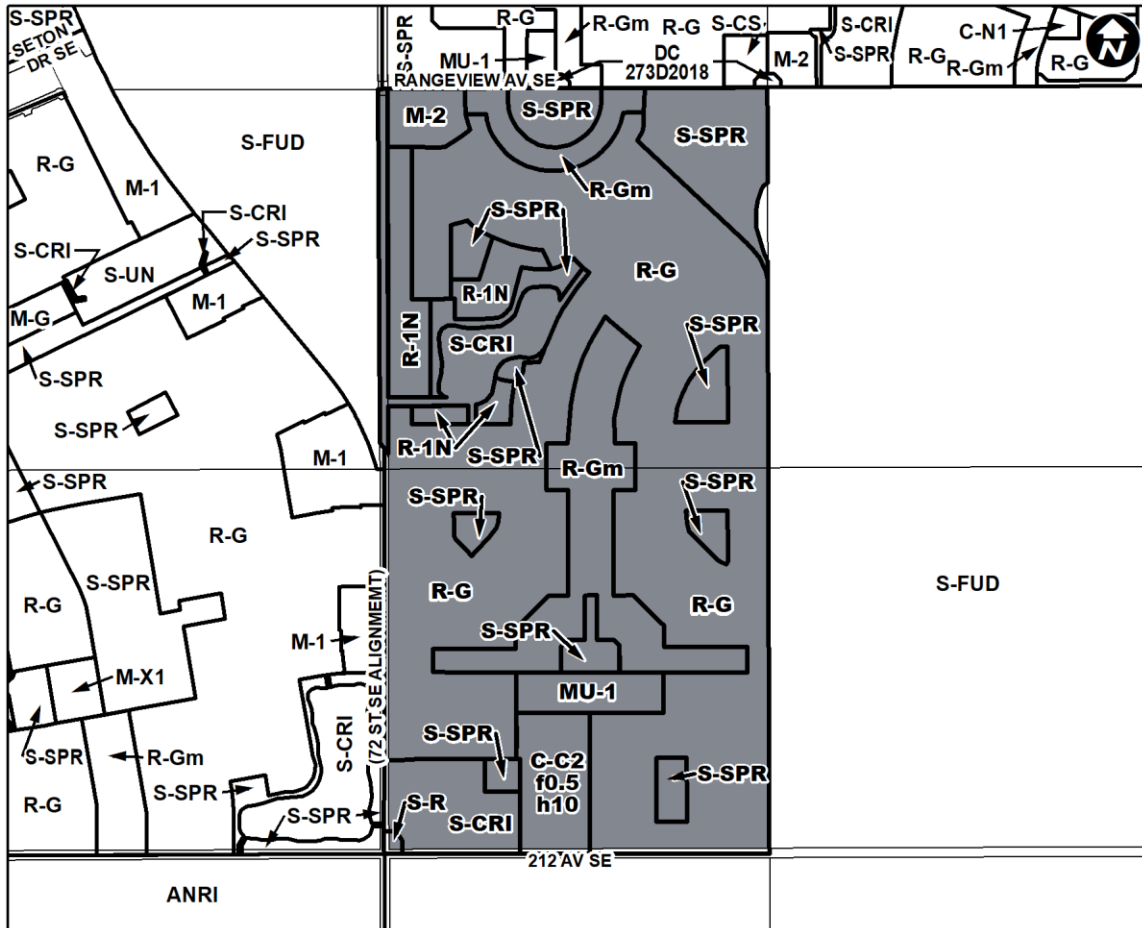 S-SPR
SETON
DR SE
S-SPR
R-G
R-Gm
MU-1
R-G
S-CS
DC
273D2018
M-2
S-CRI
S-SPR
R-G
C-N1
R-Gm
R-G
N
RANGEVIEW AV SE
R-G
M-1
S-FUD
S-CRI
S-SPR
S-CRI
S-UN
M-1
M-G
S-SPR
S-SPR
M-1
S-SPR
R-G
S-SPR
R-G
M-1
M-X1
S-SPR
R-Gm
R-G
S-SPR
S-CRI
S-SPR
(72 ST SE ALIGNMEMT)
M-2
S-SPR
S-SPR
R-Gm
S-SPR
R-G
R-1N
R-1N
S-CRI
S-SPR
R-1N
S-SPR
R-Gm
S-SPR
S-SPR
R-G
R-G
S-SPR
MU-1
S-SPR
C-C2
f0.5
h10
S-SPR
S-R
S-CRI
S-FUD
212 AV SE
ANRI